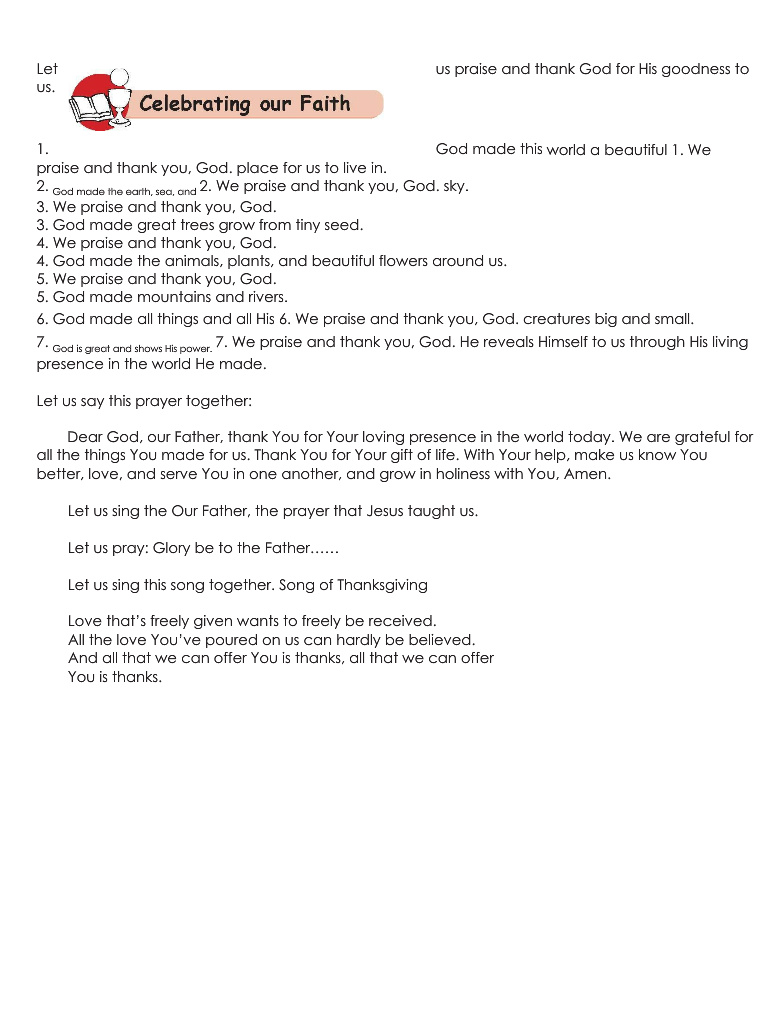 Let us praise and thank God for His goodness to
us.
Celebrating our Faith
1. God made this world a beautiful 1. We
praise and thank you, God. place for us to live in.
2. God made the earth, sea, and 2. We praise and thank you, God. sky.
3. We praise and thank you, God.
3. God made great trees grow from tiny seed.
4. We praise and thank you, God.
4. God made the animals, plants, and beautiful flowers around us.
5. We praise and thank you, God.
5. God made mountains and rivers.
6. God made all things and all His 6. We praise and thank you, God. creatures big and small.
7. God is great and shows His power. 7. We praise and thank you, God. He reveals Himself to us through His living
presence in the world He made.
Let us say this prayer together:
Dear God, our Father, thank You for Your loving presence in the world today. We are grateful for
all the things You made for us. Thank You for Your gift of life. With Your help, make us know You
better, love, and serve You in one another, and grow in holiness with You, Amen.
Let us sing the Our Father, the prayer that Jesus taught us.
Let us pray: Glory be to the Father……
Let us sing this song together. Song of Thanksgiving
Love that’s freely given wants to freely be received.
All the love You’ve poured on us can hardly be believed.
And all that we can offer You is thanks, all that we can offer
You is thanks.